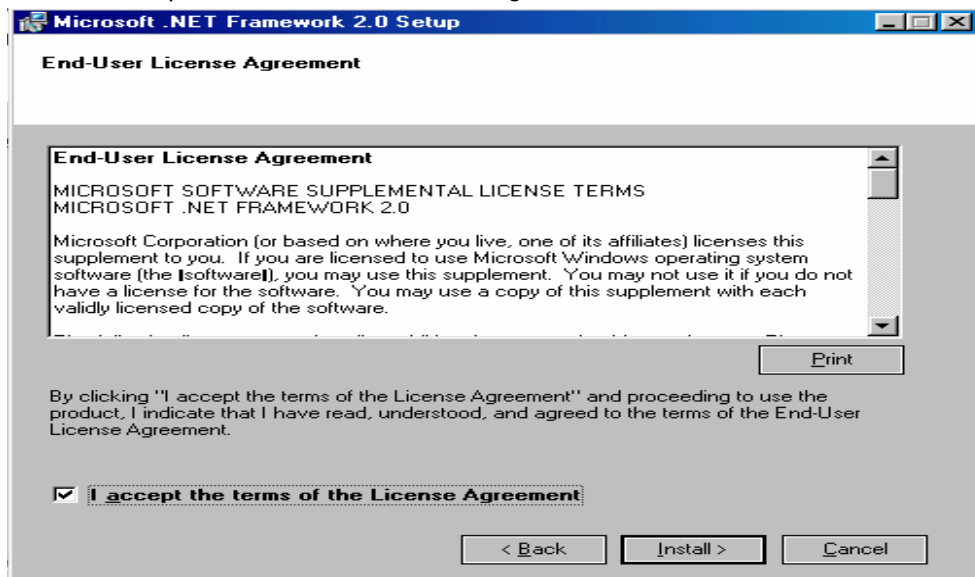 Microsoft .NET Framework 2.0 Setup
End-User License Agreement
End-User License Agreement
MICROSOFT SOFTWARE SUPPLEMENTAL LICENSE TERMS
MICROSOFT .NET FRAMEWORK 2.0
Microsoft Corporation (or based on where you live, one of its affiliates) licenses this
supplement to you. If you are licensed to use Microsoft Windows operating system
software (the ‖software‖), you may use this supplement. You may not use it if you do not
have a license for the software. You may use a copy of this supplement with each
validly licensed copy of the software.
Print
By clicking "I accept the terms of the License Agreement" and proceeding to use the
product, I indicate that I have read, understood, and agreed to the terms of the End-User
License Agreement.
I accept the terms of the License Agreement
< Back Install > Cancel